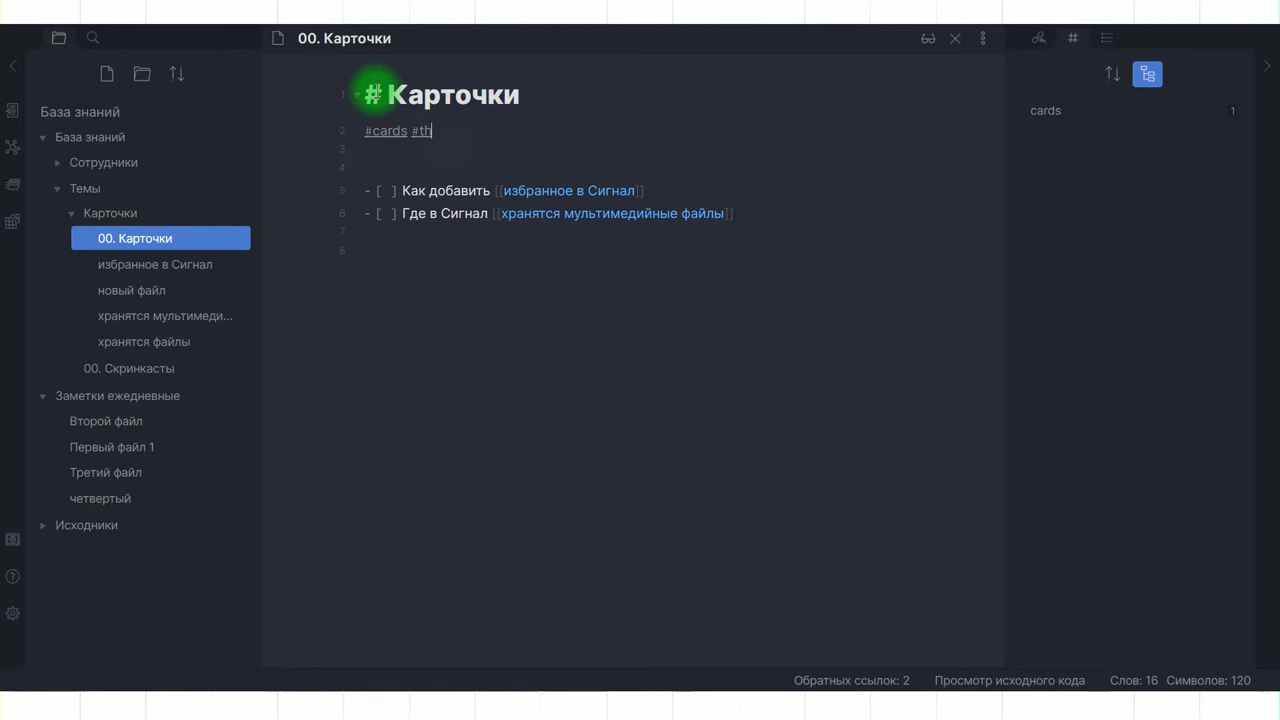 00. Карточки
База знаний
База знаний
Сотрудники
Темы
Карточки
00. Карточки
избранное в Сигнал
новый файл
хранятся мультимеди...
хранятся файлы
00. Скринкасты
Заметки ежедневные
Второй файл
Первый файл 1
Третий файл
четвертый
Исходники
1 # Карточки
2 #cards #th
3
4
5 - [ ] Как добавить [[избранное в Сигнал]]
6 - [ ] Где в Сигнал [[хранятся мультимедийные файлы]]
7
8
cards 1
Обратных ссылок: 2 Просмотр исходного кода Слов: 16 Символов: 120